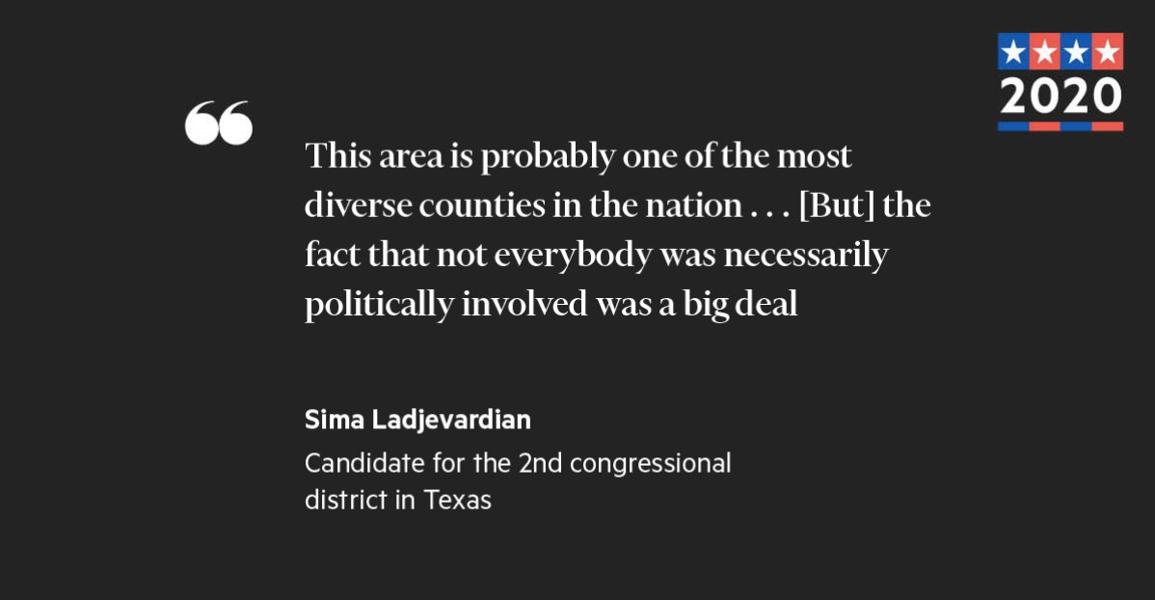 2020
This area is probably one of the most
diverse counties in the nation . . . [But] the
fact that not everybody was necessarily
politically involved was a big deal
Sima Ladjevardian
Candidate for the 2nd congressional
district in Texas